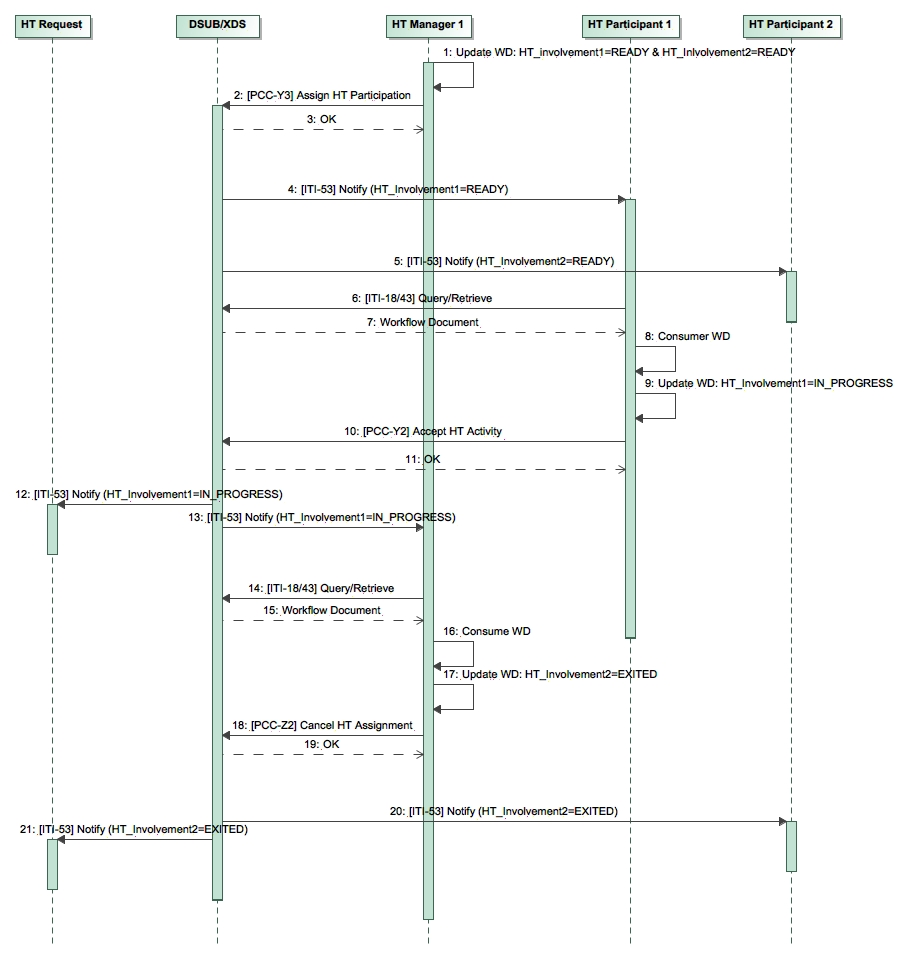 HT Request
DSUB/XDS
HT Manager 1
HT Participant 1
HT Participant 2
1: Update WD: HT_involvement1=READY & HT_Inlvolvement2=READY
2: [PCC-Y3] Assign HT Participation
3: OK
4: [ITI-53] Notify (HT_Involvement1=READY)
5: [ITI-53] Notify (HT_Involvement2=READY)
6: [ITI-18/43] Query/Retrieve
7: Workflow Document
8: Consumer WD
9: Update WD: HT_Involvement1=IN_PROGRESS
10: [PCC-Y2] Accept HT Activity
11: OK
12: [ITI-53] Notify (HT_Involvement1=IN_PROGRESS)
13: [ITI-53] Notify (HT_Involvement1=IN_PROGRESS)
14: [ITI-18/43] Query/Retrieve
15: Workflow Document
16: Consume WD
17: Update WD: HT_Involvement2=EXITED
18: [PCC-Z2] Cancel HT Assignment
19: OK
20: [ITI-53] Notify (HT_Involvement2=EXITED)
21: [ITI-53] Notify (HT_Involvement2=EXITED)